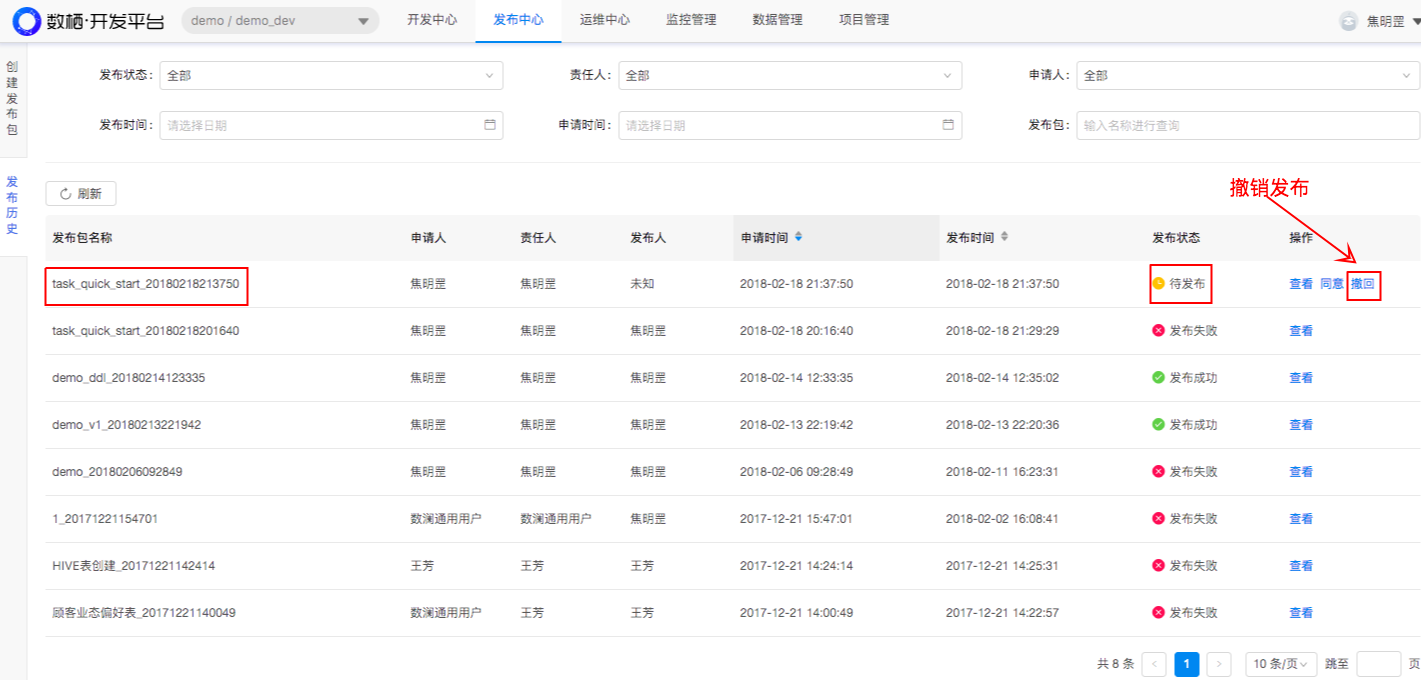 数栖·开发平台 demo / demo_dev 开发中心 发布中心 运维中心 监控管理 数据管理 项目管理 焦明罡
创建发布包
发布历史
发布状态: 全部 责任人: 全部 申请人: 全部
发布时间: 请选择日期 申请时间: 请选择日期 发布包: 输入名称进行查询
刷新
撤销发布
发布包名称 申请人 责任人 发布人 申请时间 发布时间 发布状态 操作
task_quick_start_20180218213750 焦明罡 焦明罡 未知 2018-02-18 21:37:50 2018-02-18 21:37:50 待发布 查看 同意 撤回
task_quick_start_20180218201640 焦明罡 焦明罡 焦明罡 2018-02-18 20:16:40 2018-02-18 21:29:29 发布失败 查看
demo_ddl_20180214123335 焦明罡 焦明罡 焦明罡 2018-02-14 12:33:35 2018-02-14 12:35:02 发布成功 查看
demo_v1_20180213221942 焦明罡 焦明罡 焦明罡 2018-02-13 22:19:42 2018-02-13 22:20:36 发布成功 查看
demo_20180206092849 焦明罡 焦明罡 焦明罡 2018-02-06 09:28:49 2018-02-11 16:23:31 发布失败 查看
1_20171221154701 数澜通用用户 数澜通用用户 焦明罡 2017-12-21 15:47:01 2018-02-02 16:08:41 发布失败 查看
HIVE表创建_20171221142414 王芳 王芳 王芳 2017-12-21 14:24:14 2017-12-21 14:25:31 发布失败 查看
顾客业态偏好表_20171221140049 数澜通用用户 王芳 王芳 2017-12-21 14:00:49 2017-12-21 14:22:57 发布失败 查看
共 8 条 < 1 > 10 条/页 跳至 页